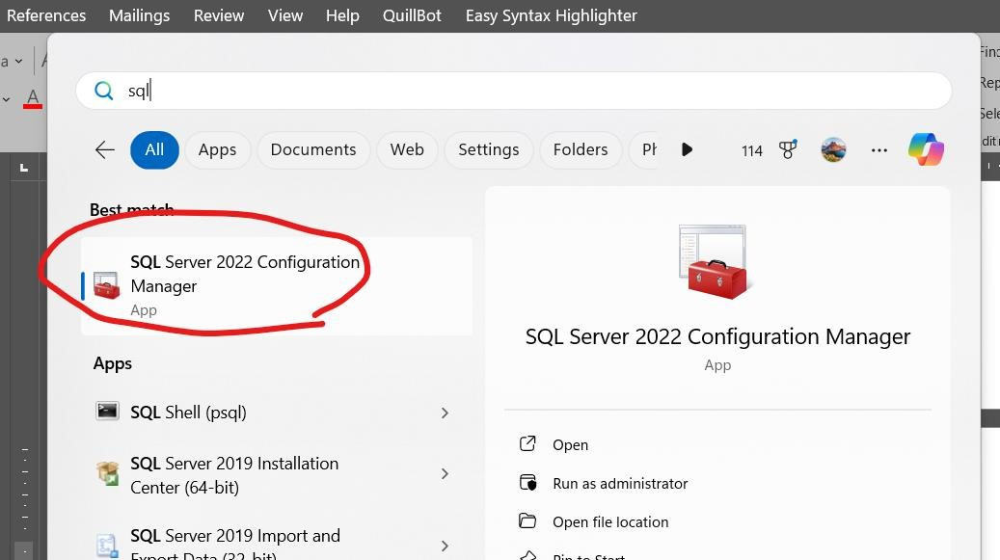 References Mailings Review View Help QuillBot Easy Syntax Highlighter
sql
All Apps Documents Web Settings Folders 114
Best match
SQL Server 2022 Configuration
Manager
App
SQL Server 2022 Configuration Manager
App
Apps
SQL Shell (psql)
SQL Server 2019 Installation
Center (64-bit)
SQL Server 2019 Import and
Export Data (32-bit)
Open
Run as administrator
Open file location
Pin to Start